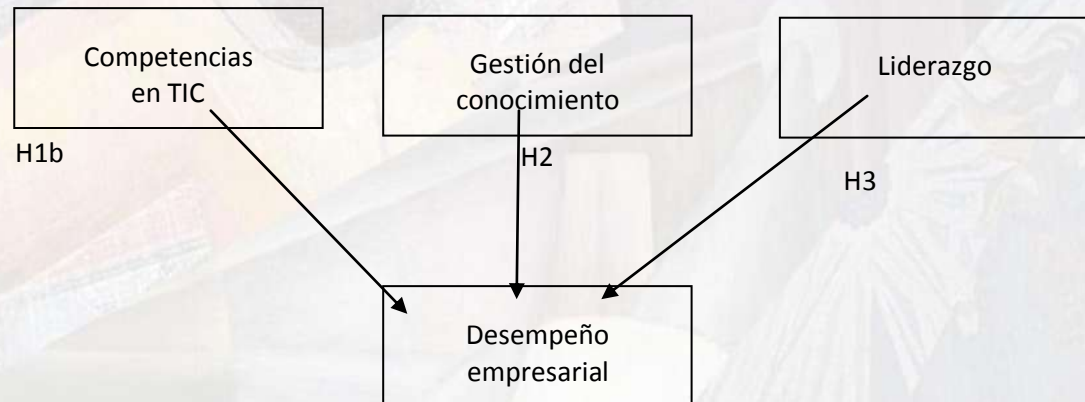 Competencias
en TIC
Gestión del
conocimiento
Liderazgo
H1b
H2
H3
Desempeño
empresarial